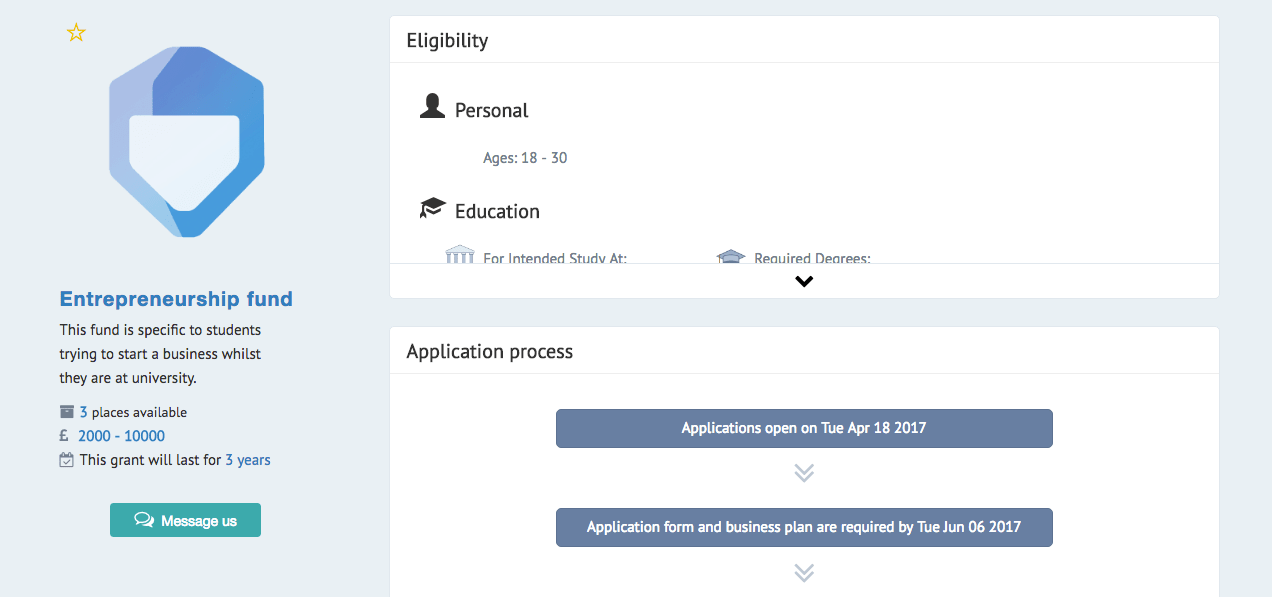 Entrepreneurship fund
This fund is specific to students
trying to start a business whilst
they are at university.
3 places available
£ 2000 - 10000
This grant will last for 3 years
Message us
Eligibility
Personal
Ages: 18 - 30
Education
For Intended Study At:
Required Degrees:
Application process
Applications open on Tue Apr 18 2017
Application form and business plan are required by Tue Jun 06 2017